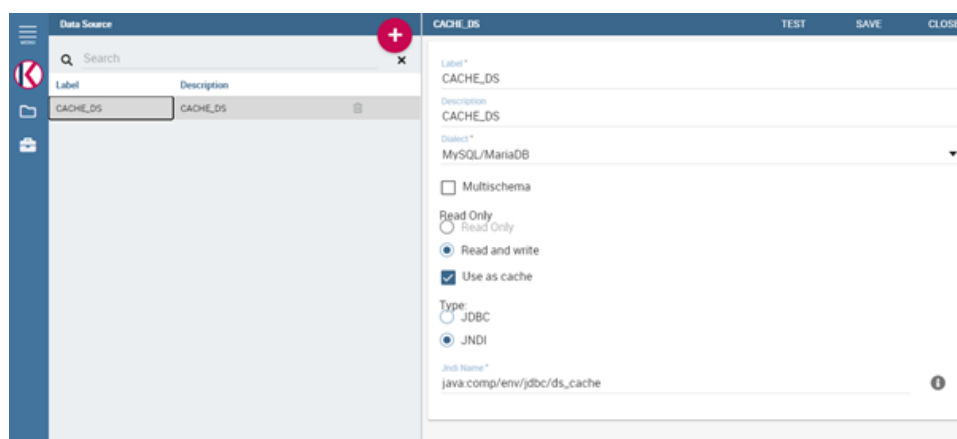 MENU
Data Source
+
Search
Label Description
CACHE_DS CACHE_DS
CACHE_DS TEST SAVE CLOSE
Label *
CACHE_DS
Description
CACHE_DS
Dialect *
MySQL/MariaDB
Multischema
Read Only
Read Only
Read and write
Use as cache
Type:
JDBC
JNDI
Jndi Name *
java:comp/env/jdbc/ds_cache